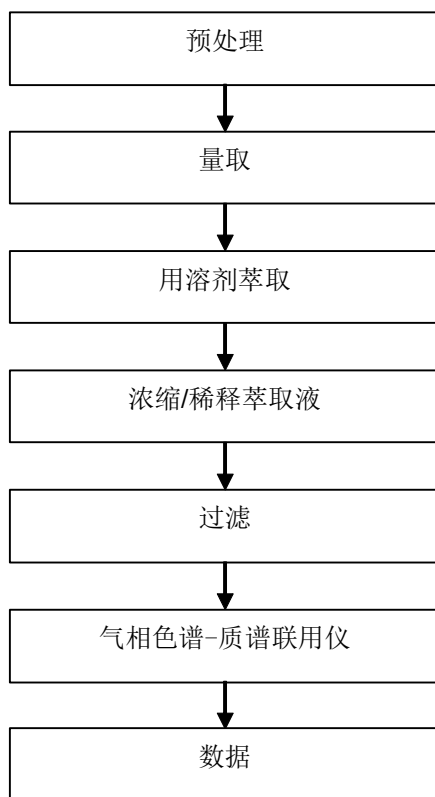 预处理
量取
用溶剂萃取
浓缩/稀释萃取液
过滤
气相色谱-质谱联用仪
数据